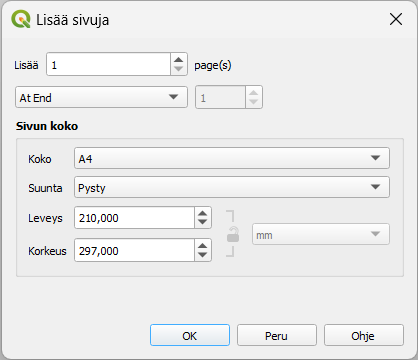 Lisää sivuja
Lisää 1 page(s)
At End 1
Sivun koko
Koko A4
Suunta Pysty
Leveys 210,000
mm
Korkeus 297,000
OK Peru Ohje